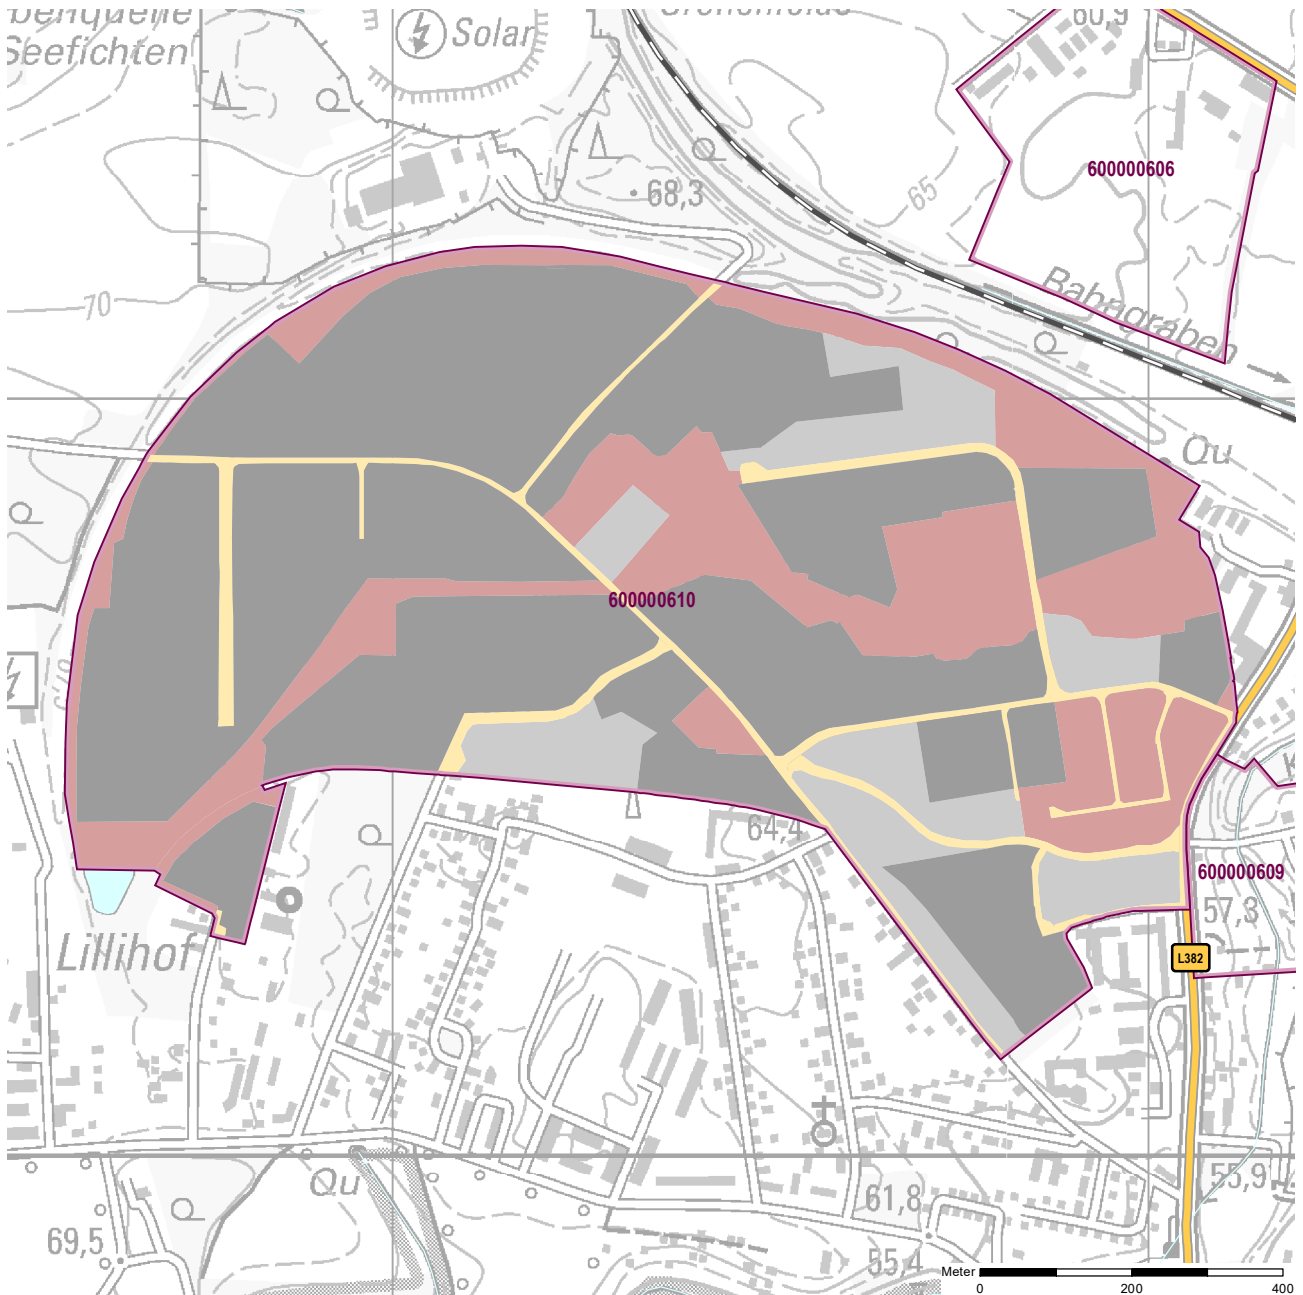 Seefichten
Solar
60,9
600000606
68,3
65
70
Bahngraben
Qu
600000610
64,4
600000609
57,3
Lillihof
L382
Qu
55,9
61,8
69,5
55,4
Meter
0
200
400